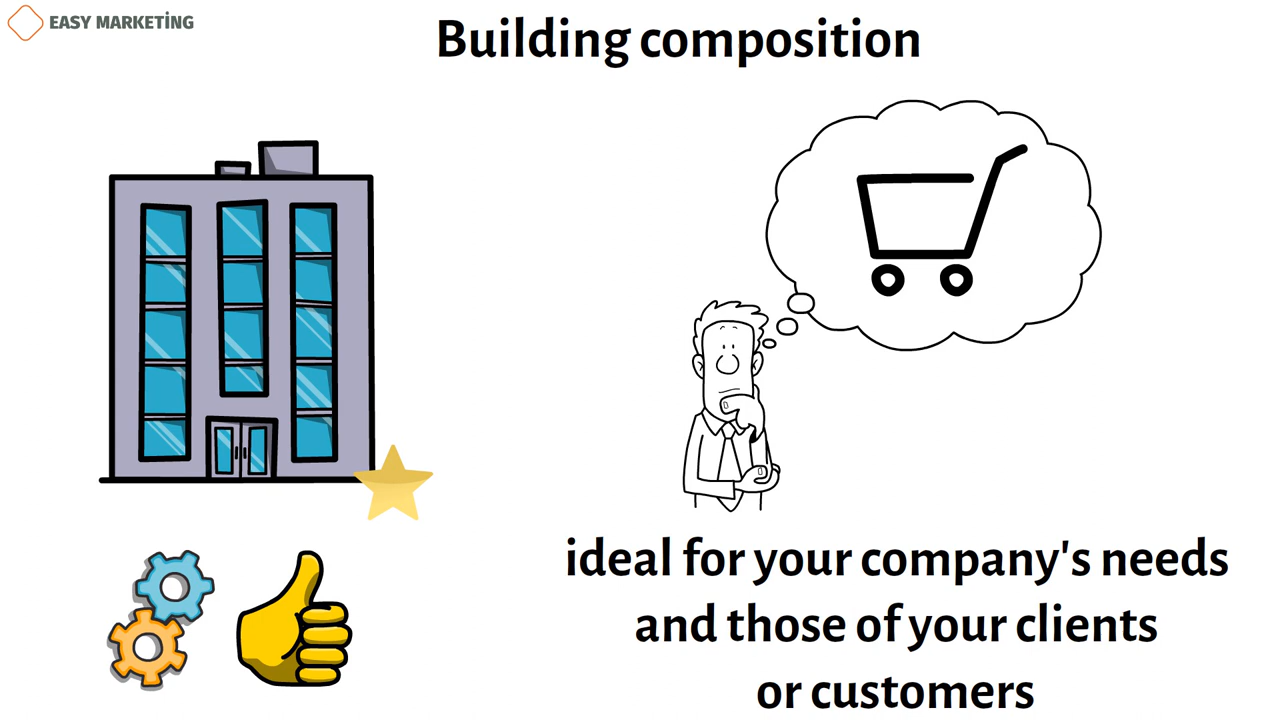 EASY MARKETİNG
Building composition
ideal for your company's needs
and those of your clients
or customers